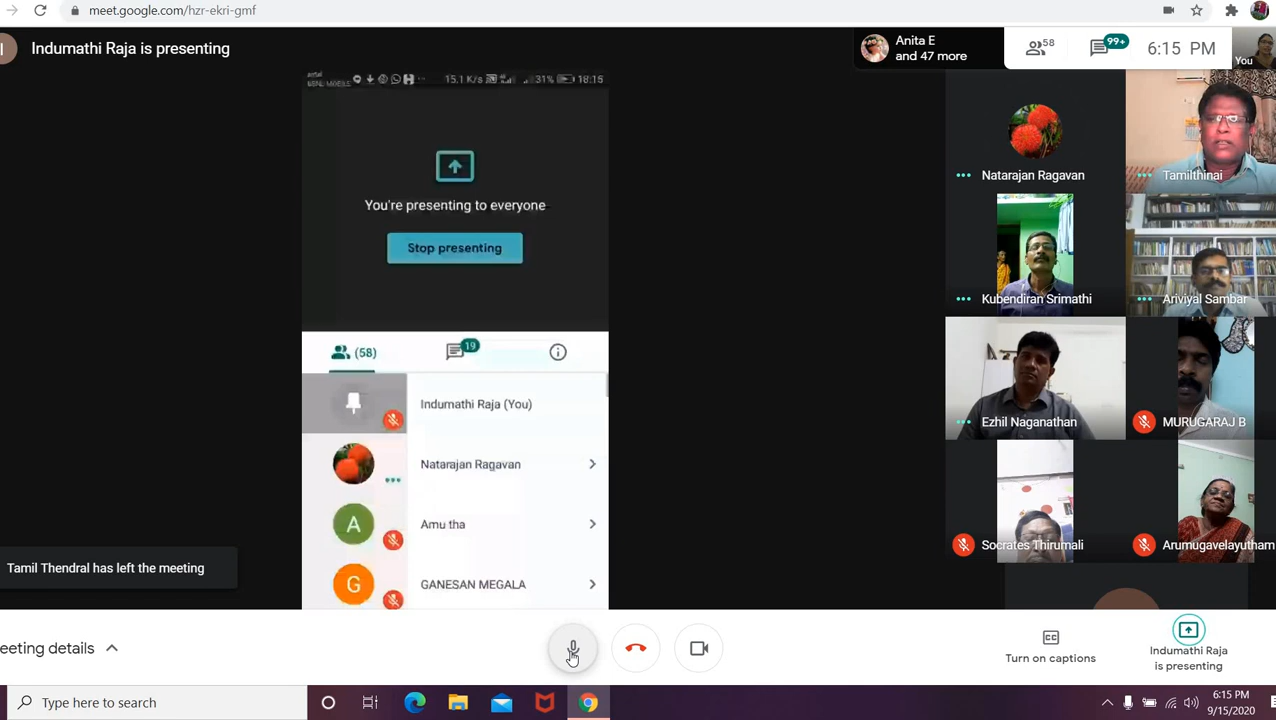 meet.google.com/hzr-ekri-gmf
Indumathi Raja is presenting
Anita E
and 47 more
58
99+
6:15 PM
You
15.1 K/s
31%
18:15
You're presenting to everyone
Stop presenting
(58)
19
Indumathi Raja (You)
Natarajan Ragavan
Amu tha
A
GANESAN MEGALA
G
Natarajan Ragavan
Tamilthinai
Kubendiran Srimathi
Ariviyal Sambar
Ezhil Naganathan
MURUGARAJ B
Socrates Thirumali
Arumugavelayutham
Tamil Thendral has left the meeting
eeting details
CC
Turn on captions
Indumathi Raja
is presenting
Type here to search
6:15 PM
9/15/2020